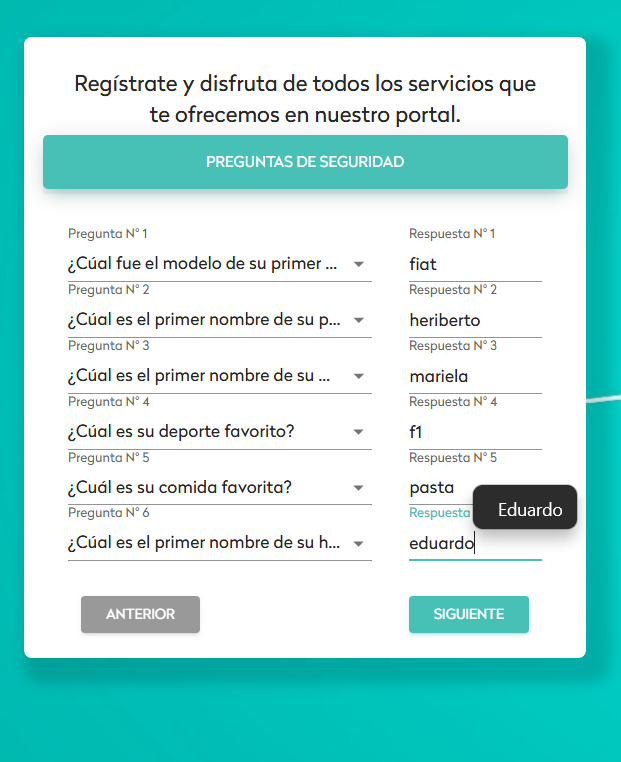 Regístrate y disfruta de todos los servicios que
te ofrecemos en nuestro portal.
PREGUNTAS DE SEGURIDAD
Pregunta N° 1
Respuesta N° 1
¿Cúal fue el modelo de su primer ...
fiat
Pregunta N° 2
Respuesta N° 2
¿Cúal es el primer nombre de su p...
heriberto
Pregunta N° 3
Respuesta N° 3
¿Cúal es el primer nombre de su ...
mariela
Pregunta N° 4
Respuesta N° 4
¿Cúal es su deporte favorito?
f1
Pregunta N° 5
Respuesta N° 5
¿Cuál es su comida favorita?
pasta
Pregunta N° 6
Respuesta
Eduardo
¿Cúal es el primer nombre de su h...
eduardo
ANTERIOR
SIGUIENTE